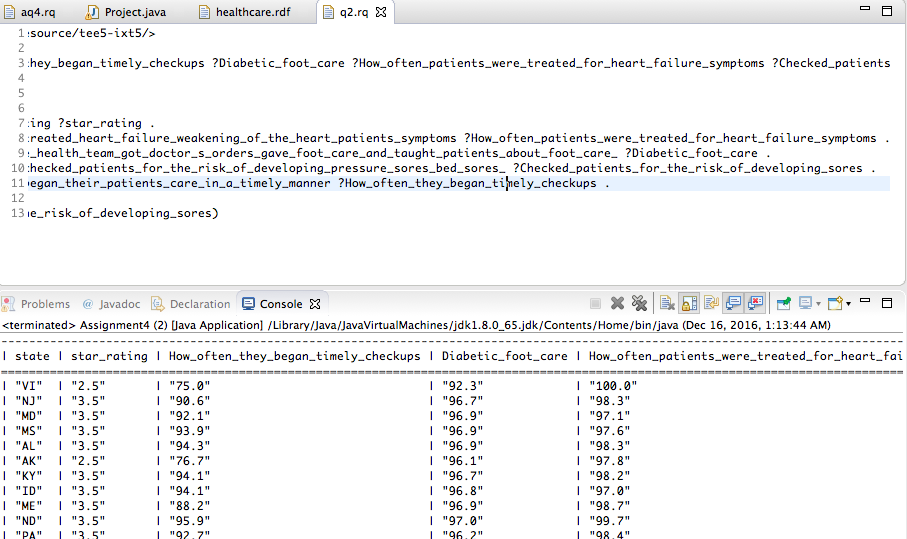 aq4.rq Project.java healthcare.rdf q2.rq
1 :source/tee5-ixt5/>
2
3 :hey_began_timely_checkups ?Diabetic_foot_care ?How_often_patients_were_treated_for_heart_failure_symptoms ?Checked_patients
4
5
6
7 :ing ?star_rating .
8 :reated_heart_failure_weakening_of_the_heart_patients_symptoms ?How_often_patients_were_treated_for_heart_failure_symptoms .
9 :_health_team_got_doctor_s_orders_gave_foot_care_and_taught_patients_about_foot_care_ ?Diabetic_foot_care .
10 :hecked_patients_for_the_risk_of_developing_pressure_sores_bed_sores_ ?Checked_patients_for_the_risk_of_developing_sores .
11 :egan_their_patients_care_in_a_timely_manner ?How_often_they_began_timely_checkups .
12
13 :e_risk_of_developing_sores)
Problems @ Javadoc Declaration Console
<terminated> Assignment4 (2) [Java Application] /Library/Java/JavaVirtualMachines/jdk1.8.0_65.jdk/Contents/Home/bin/java (Dec 16, 2016, 1:13:44 AM)
| state | star_rating | How_often_they_began_timely_checkups | Diabetic_foot_care | How_often_patients_were_treated_for_heart_fai
| "VI" | "2.5" | "75.0" | "92.3" | "100.0"
| "NJ" | "3.5" | "90.6" | "96.7" | "98.3"
| "MD" | "3.5" | "92.1" | "96.9" | "97.1"
| "MS" | "3.5" | "93.9" | "96.9" | "97.6"
| "AL" | "3.5" | "94.3" | "96.9" | "98.3"
| "AK" | "2.5" | "76.7" | "96.1" | "97.8"
| "KY" | "3.5" | "94.1" | "96.7" | "98.2"
| "ID" | "3.5" | "94.1" | "96.8" | "97.0"
| "ME" | "3.5" | "88.2" | "96.9" | "98.7"
| "ND" | "3.5" | "95.9" | "97.0" | "99.7"
| "PA" | "3.5" | "92.7" | "96.2" | "98.4"